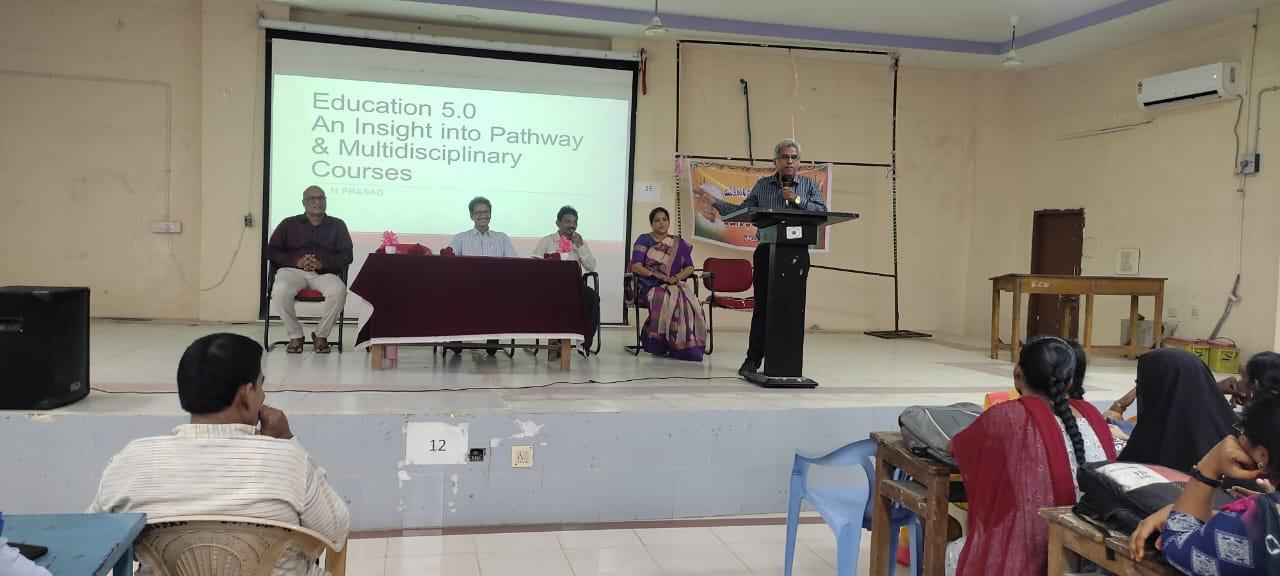 Education 5.0
An Insight into Pathway
& Multidisciplinary
Courses
N PRASAD
15
12